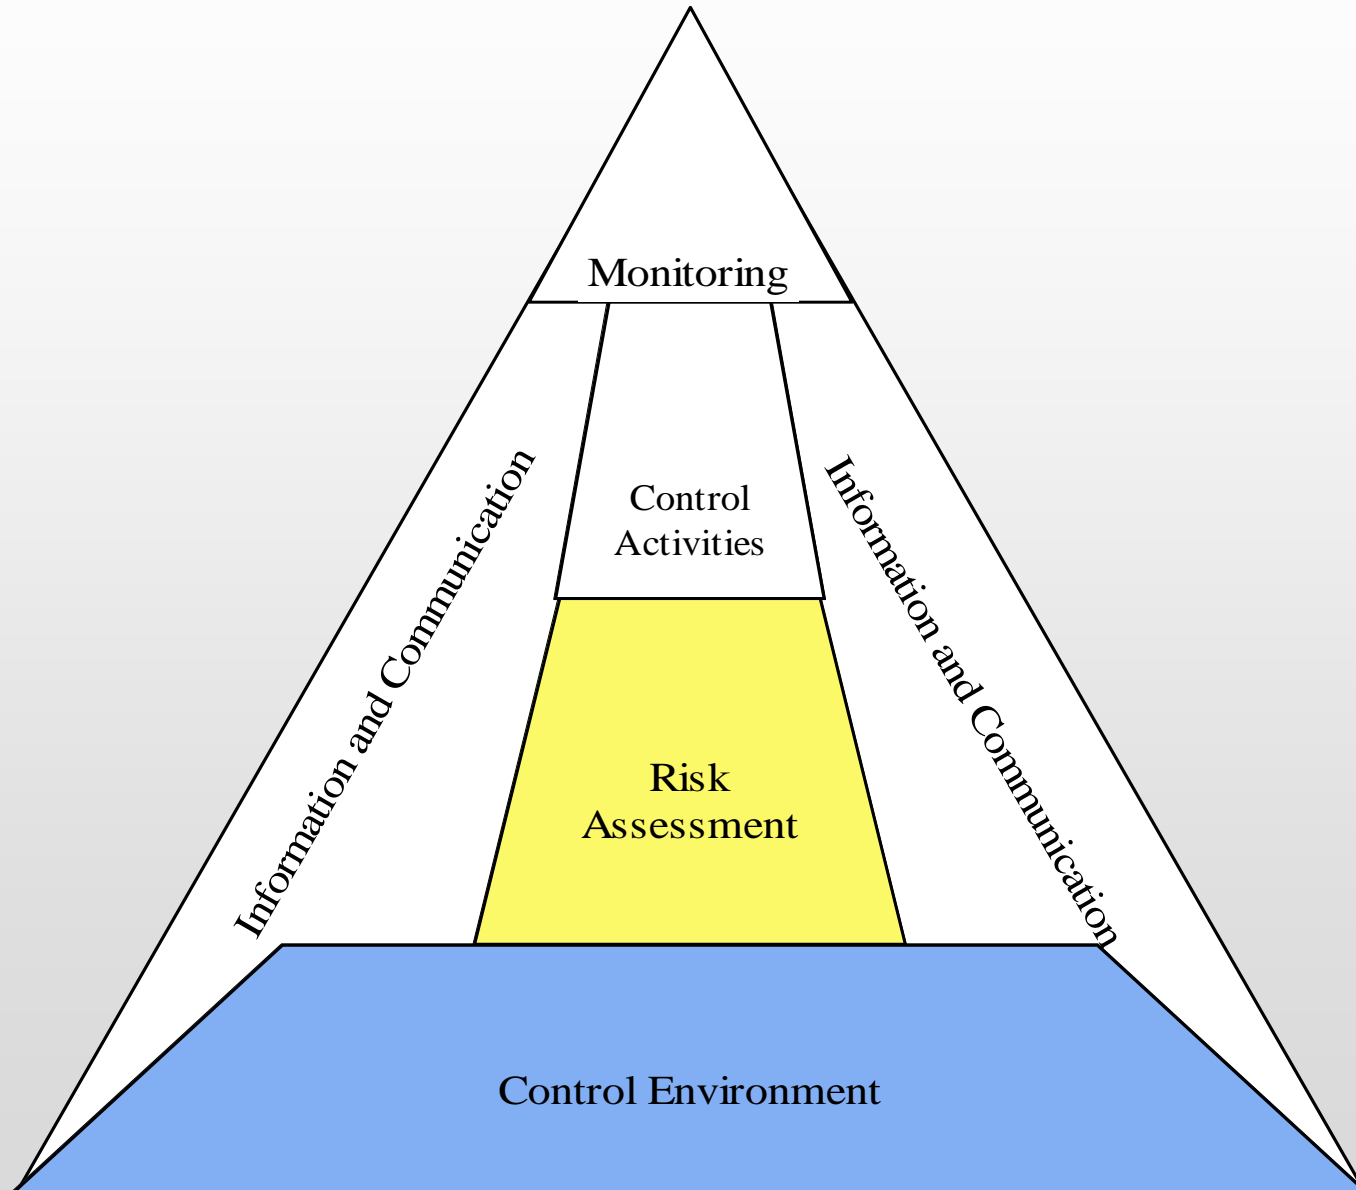 Monitoring
Information and Communication
Control
Activities
Information and Communication
Risk
Assessment
Control Environment